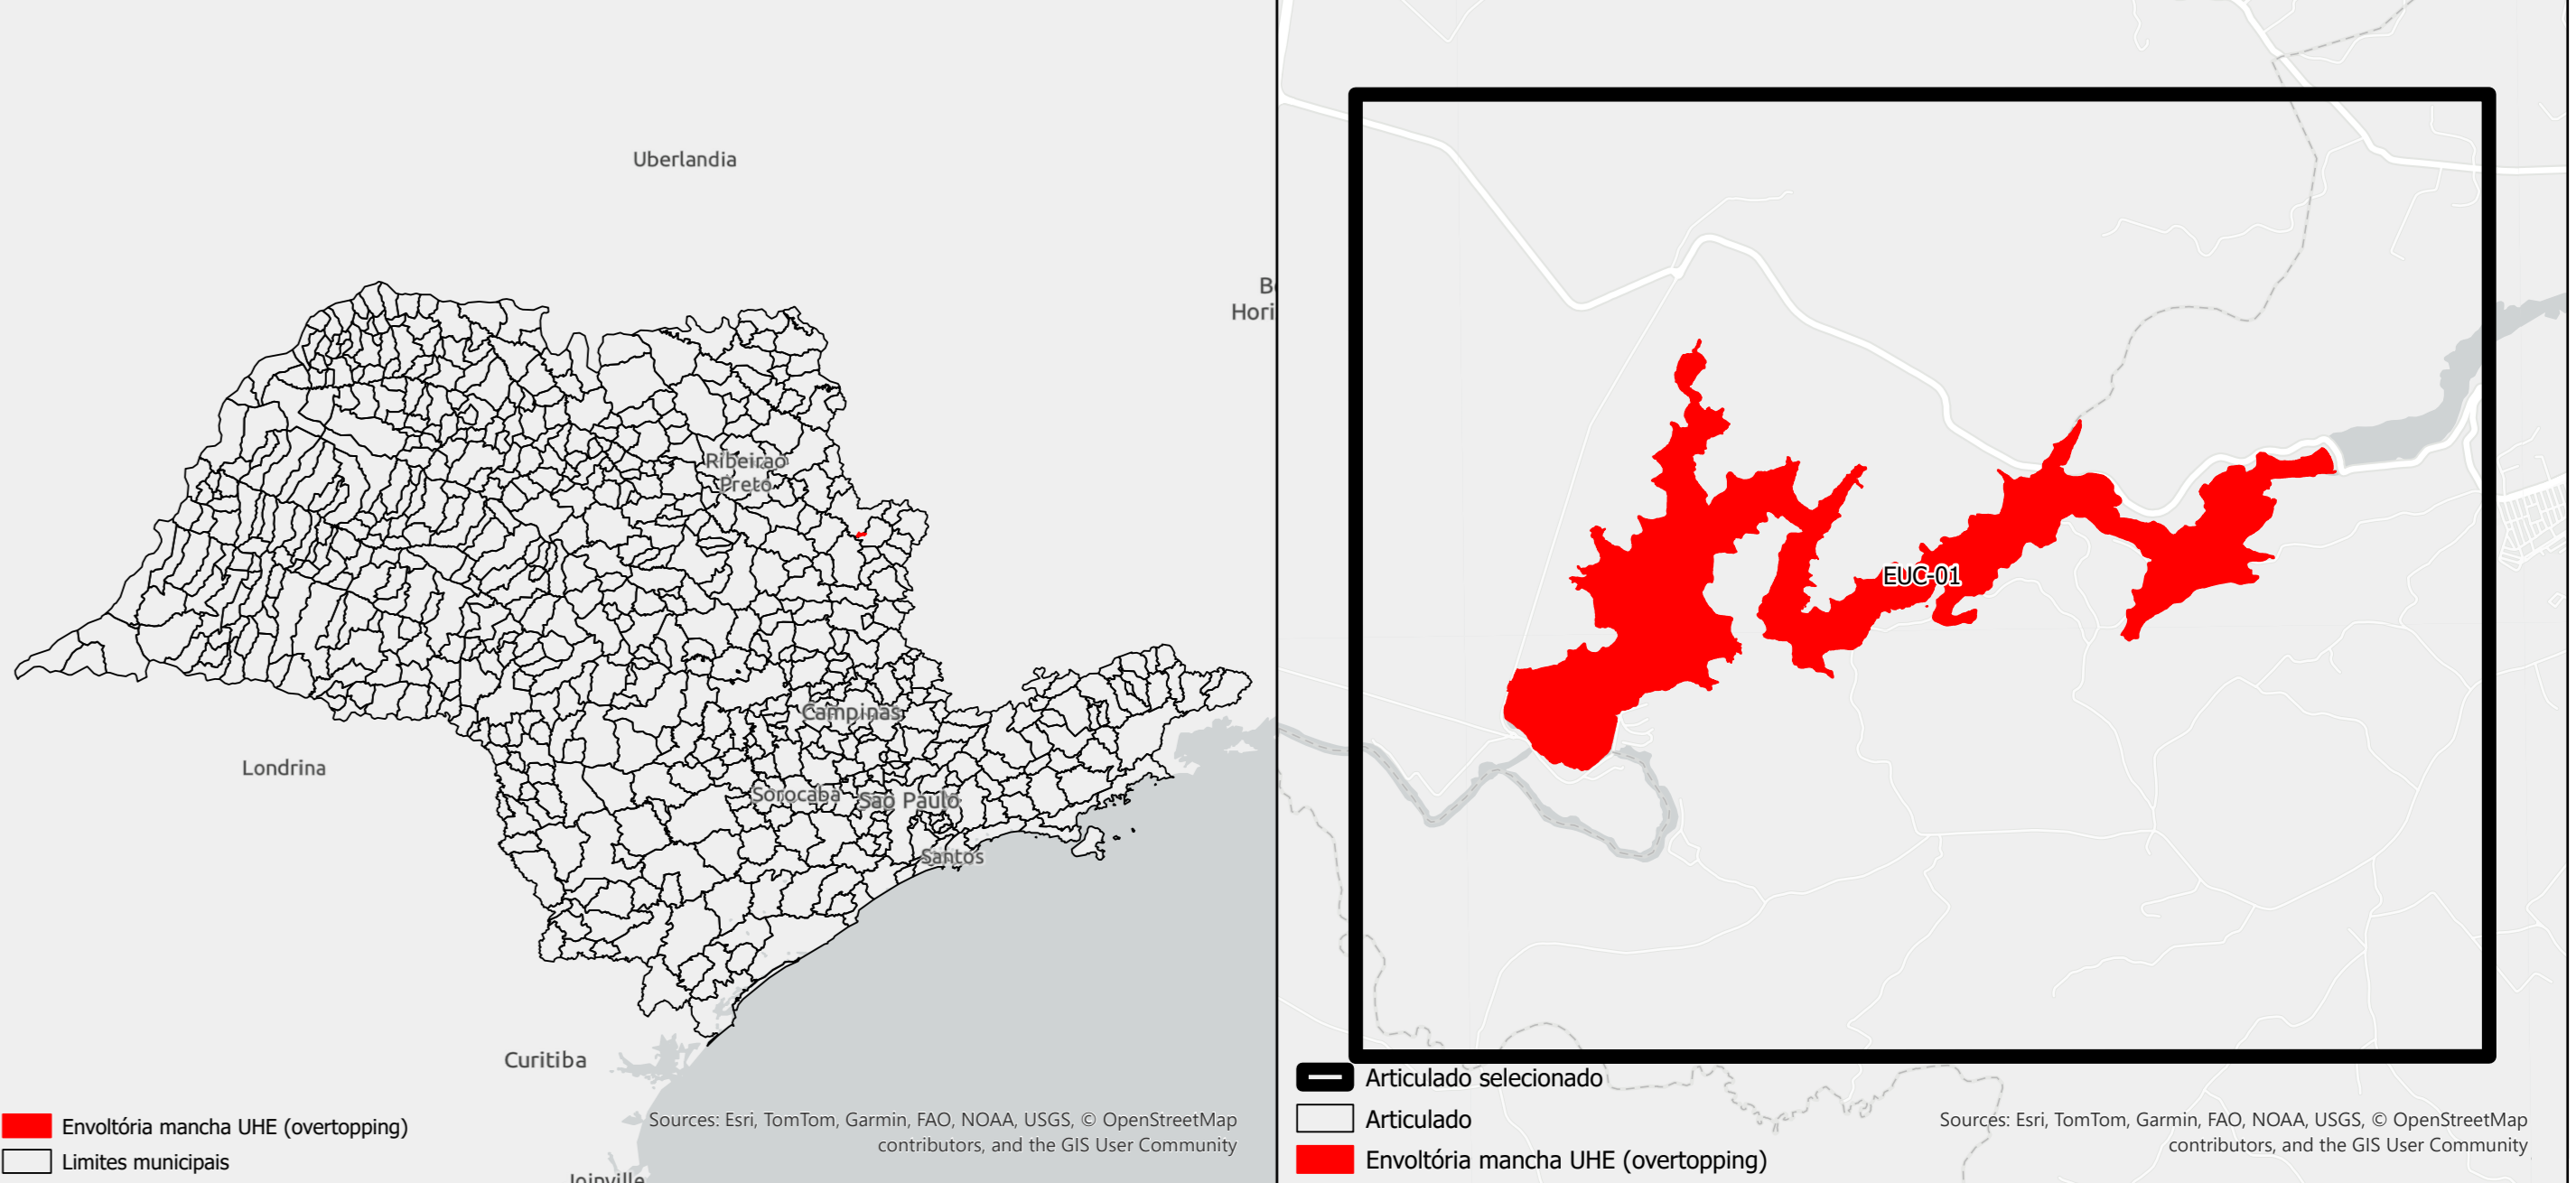 Uberlandia
B
Hori
Ribeirao
Preto
Campinas
Londrina
Sorocaba
Sao Paulo
Santos
Curitiba
Joinville
Envoltória mancha UHE (overtopping)
Limites municipais
Sources: Esri, TomTom, Garmin, FAO, NOAA, USGS, © OpenStreetMap
contributors, and the GIS User Community
EUC-01
Articulado selecionado
Articulado
Envoltória mancha UHE (overtopping)
Sources: Esri, TomTom, Garmin, FAO, NOAA, USGS, © OpenStreetMap
contributors, and the GIS User Community